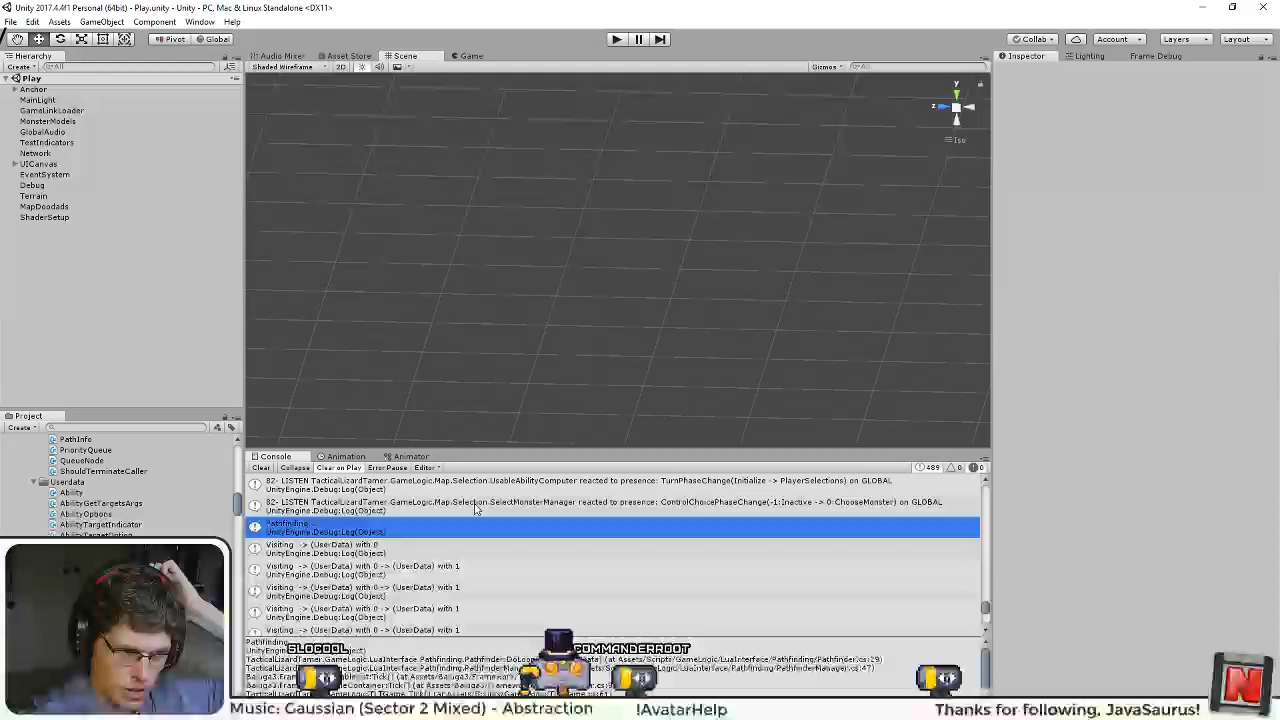 Unity 2017.4.4f1 Personal (64bit) - Play.unity - Unity - PC, Mac & Linux Standalone <DX11>
File Edit Assets GameObject Component Window Help
Pivot Global
Collab Account Layers Layout
Hierarchy
Audio Mixer Asset Store Scene Game
Inspector Lighting Frame Debug
Create All
Shaded Wireframe 2D
Gizmos All
Play
Anchor
MainLight
GameLinkLoader
MonsterModels
GlobalAudio
TestIndicators
Network
UICanvas
EventSystem
Debug
Terrain
MapDoodads
ShaderSetup
y
z
Iso
Project
Create
PathInfo
PriorityQueue
QueueNode
ShouldTerminateCaller
Userdata
Ability
AbilityGetTargetArgs
AbilityOptions
AbilityTargetIndicator
AbilityTargetOption
Console Animation Animator
Clear Collapse Clear on Play Error Pause Editor
489 0 0
82- LISTEN TacticalLizardTamer.GameLogic.Map.Selection.UsableAbilityComputer reacted to presence: TurnPhaseChange(Initialize -> PlayerSelections) on GLOBAL
UnityEngine.Debug:Log(Object)
82- LISTEN TacticalLizardTamer.GameLogic.Map.Selection.SelectMonsterManager reacted to presence: ControlChoicePhaseChange(-1:Inactive -> 0:ChooseMonster) on GLOBAL
UnityEngine.Debug:Log(Object)
Pathfinding...
UnityEngine.Debug:Log(Object)
Visiting -> (UserData) with 0
UnityEngine.Debug:Log(Object)
Visiting -> (UserData) with 0 -> (UserData) with 1
UnityEngine.Debug:Log(Object)
Visiting -> (UserData) with 0 -> (UserData) with 1
UnityEngine.Debug:Log(Object)
Visiting -> (UserData) with 0 -> (UserData) with 1
UnityEngine.Debug:Log(Object)
Visiting -> (UserData) with 0 -> (UserData) with 1
Pathfinding...
SLOCOOL
COMMANDERROOT
Music: Gaussian (Sector 2 Mixed) - Abstraction
!AvatarHelp
Thanks for following, JavaSaurus!
N